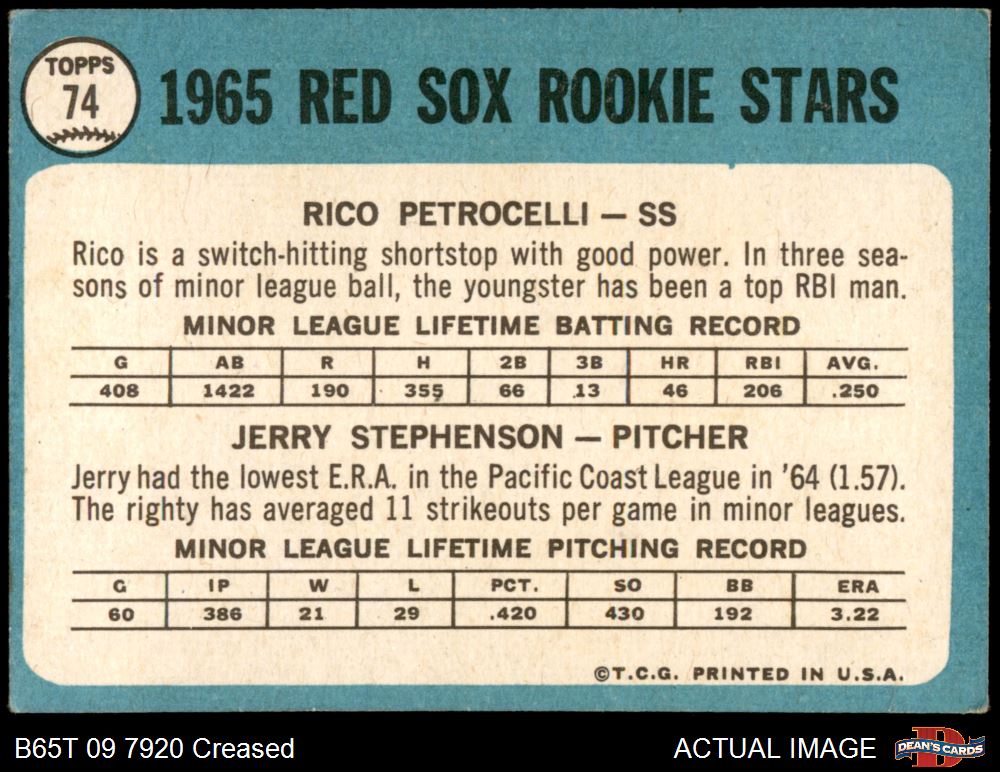 TOPPS
74
1965 RED SOX ROOKIE STARS
RICO PETROCELLI — SS
Rico is a switch-hitting shortstop with good power. In three sea-
sons of minor league ball, the youngster has been a top RBI man.
MINOR LEAGUE LIFETIME BATTING RECORD
G AB R H 2B 3B HR RBI AVG.
408 1422 190 355 66 13 46 206 .250
JERRY STEPHENSON — PITCHER
Jerry had the lowest E.R.A. in the Pacific Coast League in '64 (1.57).
The righty has averaged 11 strikeouts per game in minor leagues.
MINOR LEAGUE LIFETIME PITCHING RECORD
G IP W L PCT. SO BB ERA
60 386 21 29 .420 430 192 3.22
©T.C.G. PRINTED IN U.S.A.
B65T 09 7920 Creased
ACTUAL IMAGE
DEAN'S CARDS